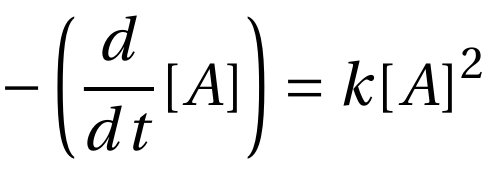 − ( d/dt [A] ) = k[A]²